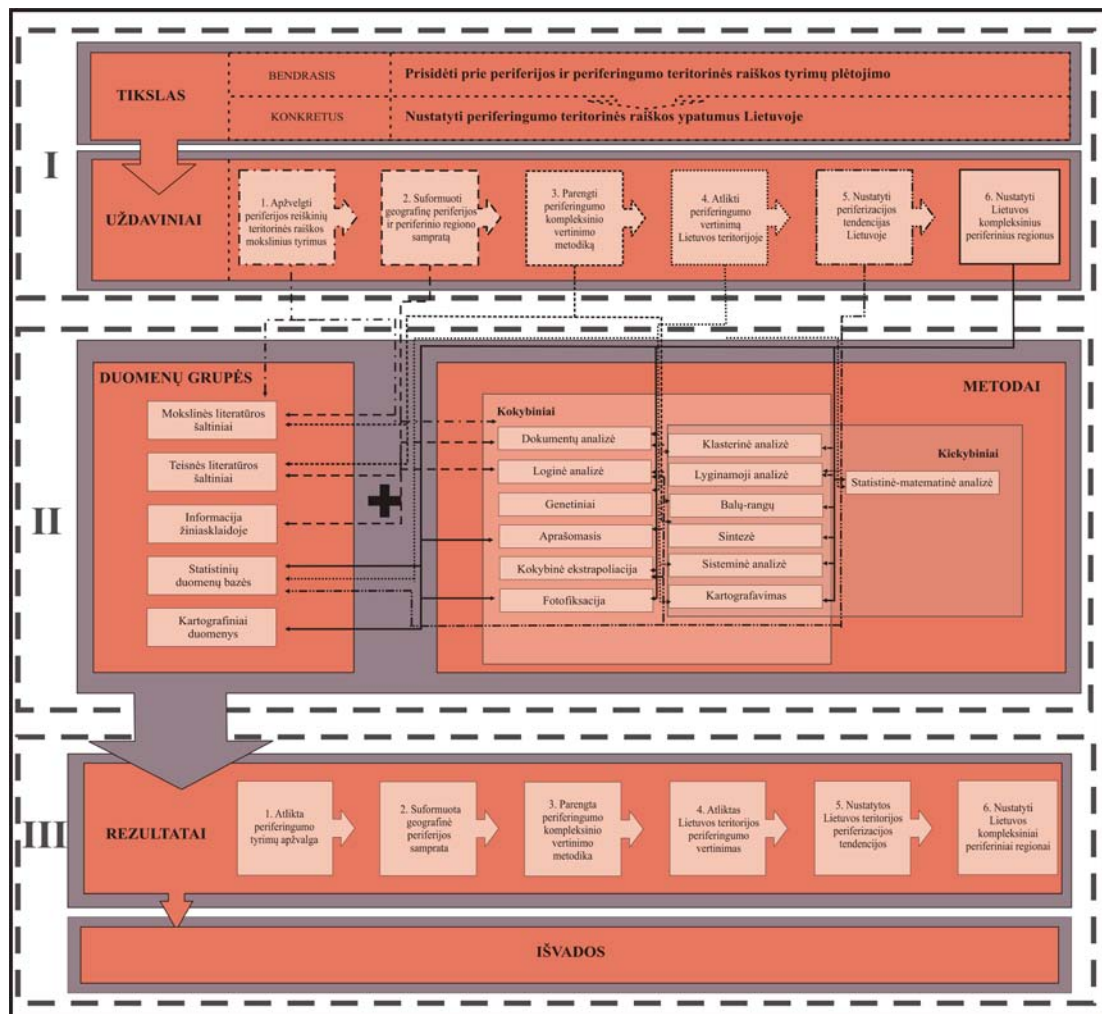 I
TIKSLAS
BENDRASIS
Prisidėti prie periferijos ir periferingumo teritorinės raiškos tyrimų plėtojimo
KONKRETUS
Nustatyti periferingumo teritorinės raiškos ypatumus Lietuvoje
UŽDAVINIAI
1. Apžvelgti
periferijos reiškinių
teritorinės raiškos
mokslinius tyrimus
2. Suformuoti
geografinę periferijos
ir periferinio regiono
sampratą
3. Parengti
periferingumo
kompleksinio
vertinimo
metodiką
4. Atlikti
periferingumo
vertinimą
Lietuvos teritorijoje
5. Nustatyti
periferizacijos
tendencijas
Lietuvoje
6. Nustatyti
Lietuvos
kompleksinius
periferinius regionus
II
DUOMENŲ GRUPĖS
Mokslinės literatūros
šaltiniai
Teisnės literatūros
šaltiniai
Informacija
žiniasklaidoje
Statistinių
duomenų bazės
Kartografiniai
duomenys
METODAI
Kokybiniai
Dokumentų analizė
Loginė analizė
Genetiniai
Aprašomasis
Kokybinė ekstrapoliacija
Fotofiksacija
Klasterinė analizė
Lyginamoji analizė
Balų-rangų
Sintezė
Sisteminė analizė
Kartografavimas
Kiekybiniai
Statistinė-matematinė analizė
III
REZULTATAI
1. Atlikta
periferingumo
tyrimų apžvalga
2. Suformuota
geografinė
periferijos
samprata
3. Parengta
periferingumo
kompleksinio
vertinimo
metodika
4. Atliktas
Lietuvos teritorijos
periferingumo
vertinimas
5. Nustatytos
Lietuvos teritorijos
periferizacijos
tendencijos
6. Nustatyti
Lietuvos
kompleksiniai
periferiniai regionai
IŠVADOS